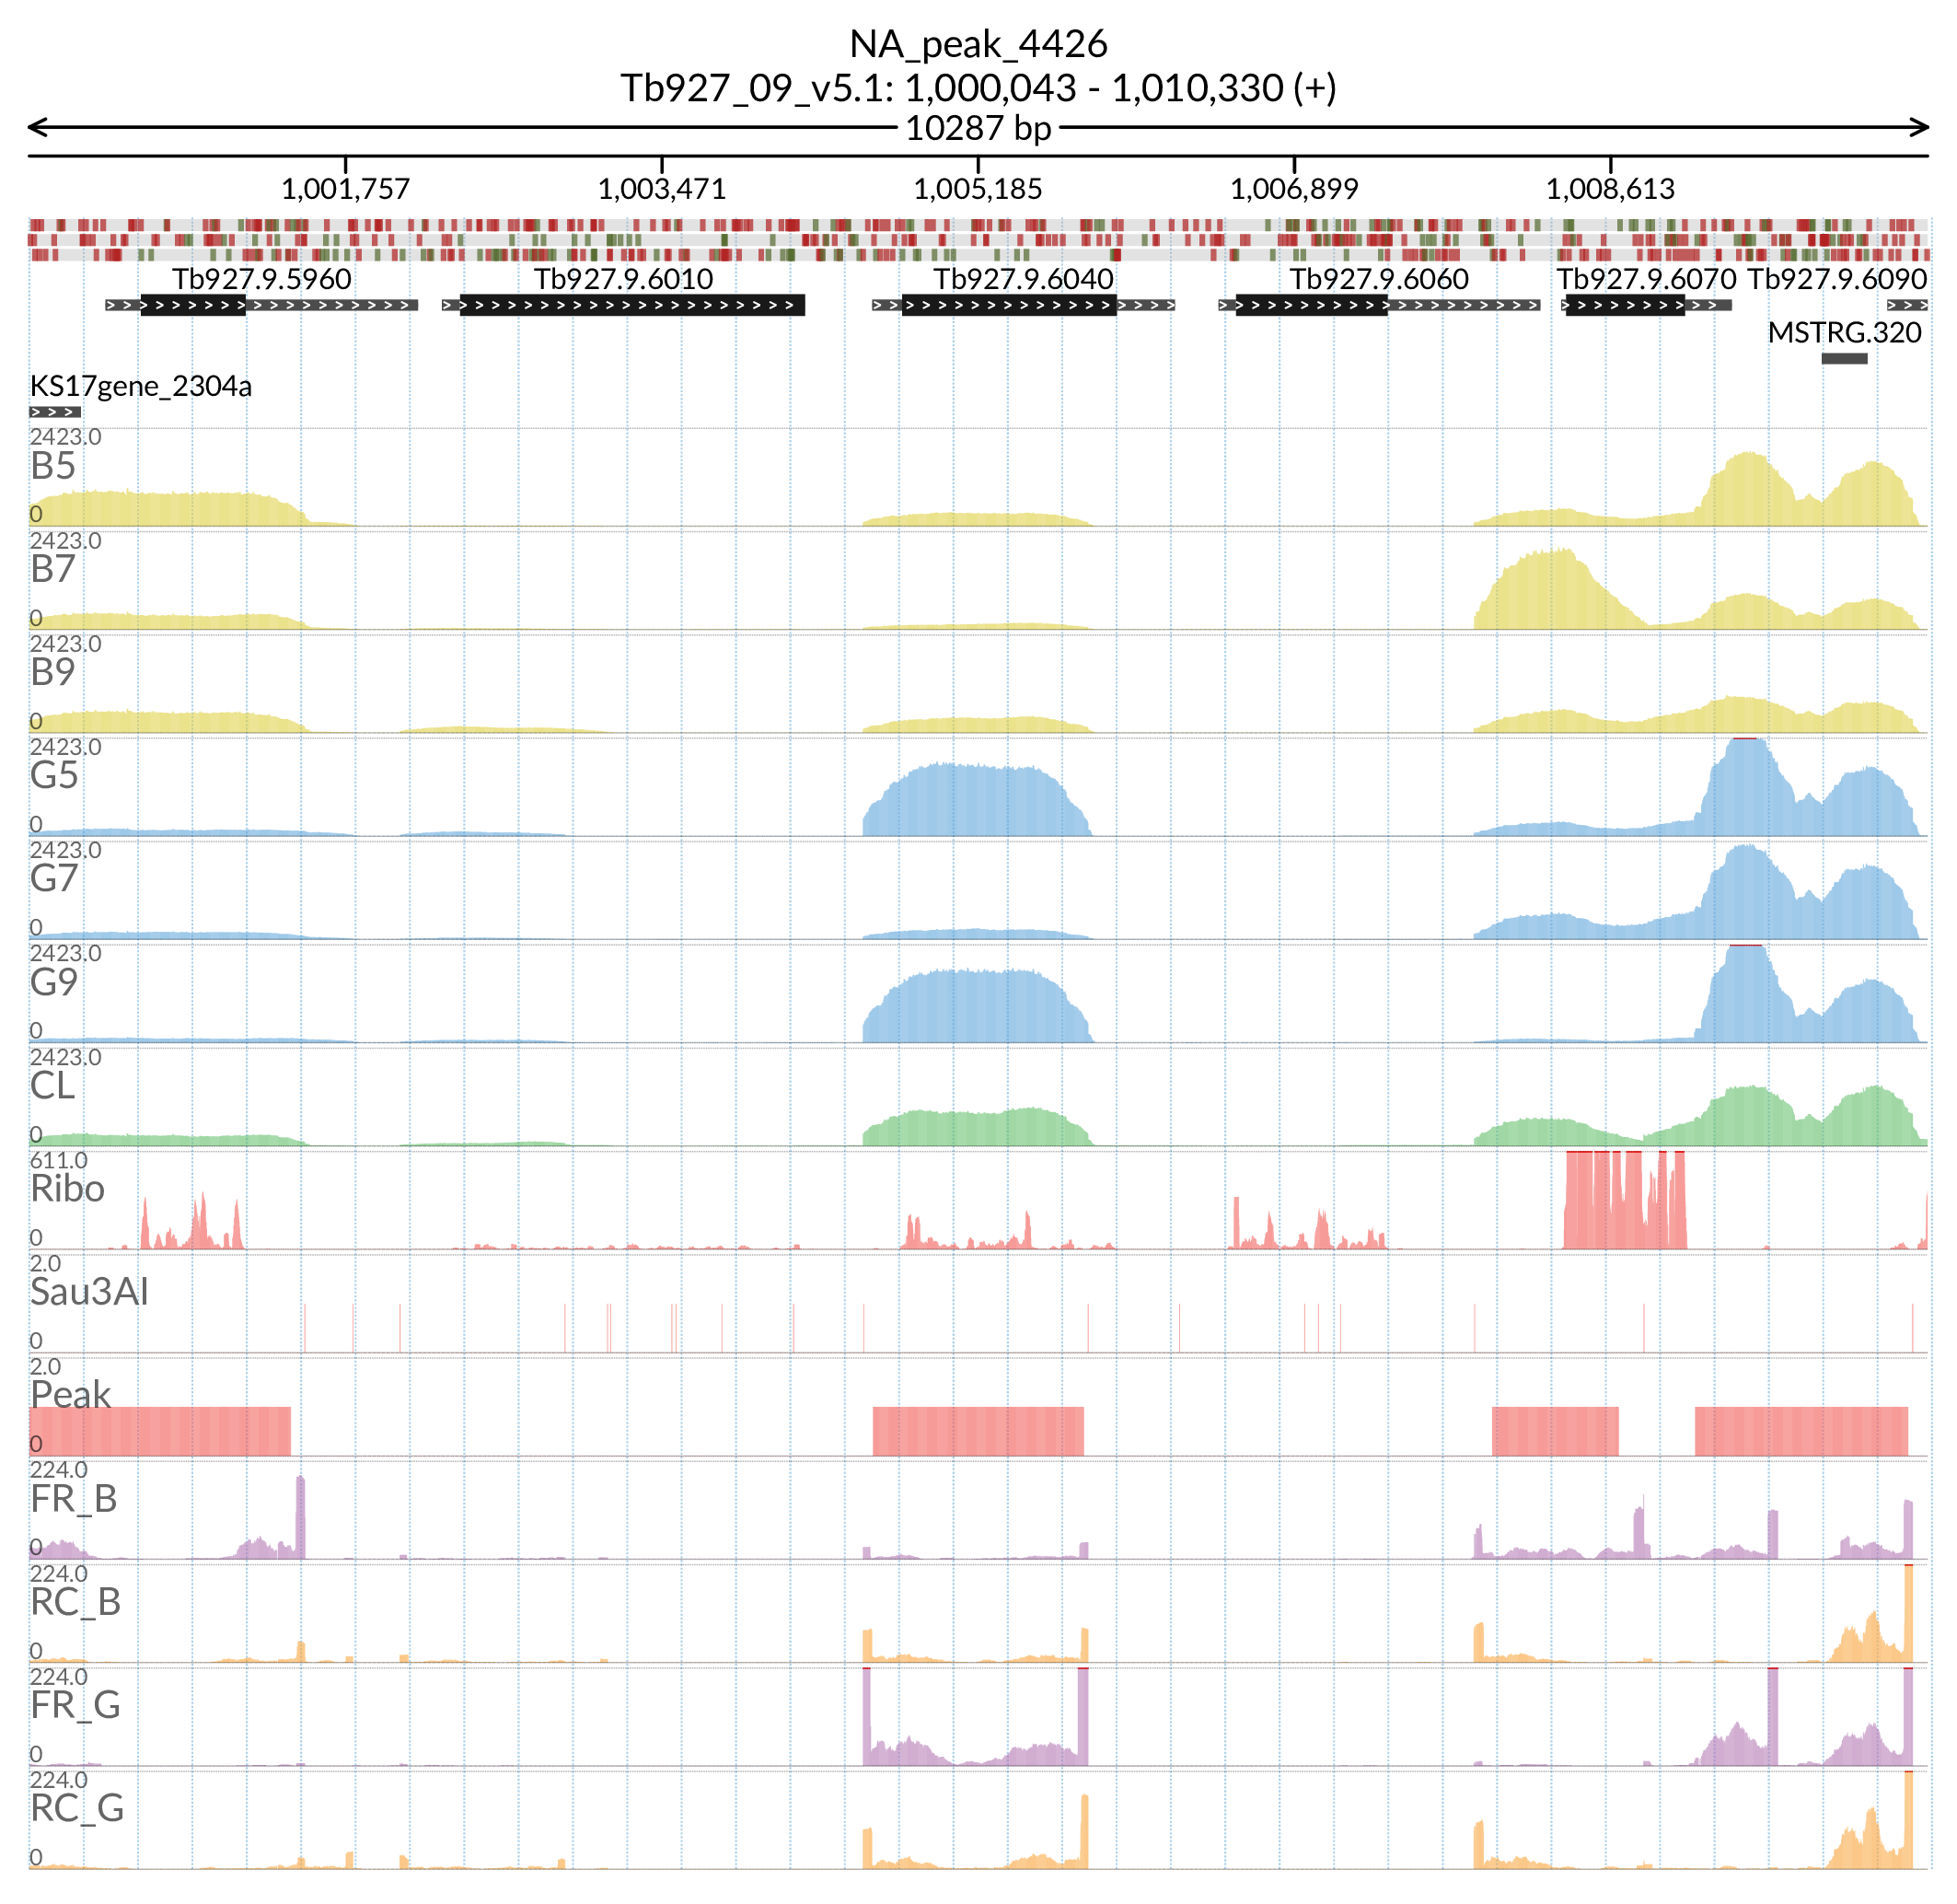 NA_peak_4426
Tb927_09_v5.1: 1,000,043 - 1,010,330 (+)
10287 bp
1,001,757 1,003,471 1,005,185 1,006,899 1,008,613
Tb927.9.5960 Tb927.9.6010 Tb927.9.6040 Tb927.9.6060 Tb927.9.6070 Tb927.9.6090
MSTRG.320
KS17gene_2304a
2423.0
B5
0
2423.0
B7
0
2423.0
B9
0
2423.0
G5
0
2423.0
G7
0
2423.0
G9
0
2423.0
CL
0
611.0
Ribo
0
2.0
Sau3AI
0
2.0
Peak
0
224.0
FR_B
0
224.0
RC_B
0
224.0
FR_G
0
224.0
RC_G
0